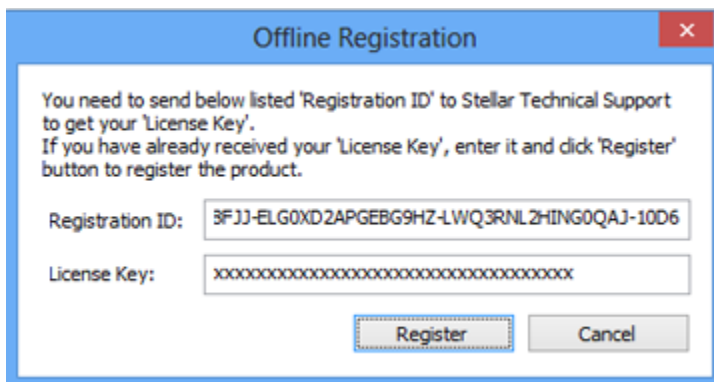 Offline Registration
You need to send below listed 'Registration ID' to Stellar Technical Support
to get your 'License Key'.
If you have already received your 'License Key', enter it and click 'Register'
button to register the product.
Registration ID: 3FJJ-ELG0XD2APGEBG9HZ-LWQ3RNL2HING0QAJ-10D6
License Key: xxxxxxxxxxxxxxxxxxxxxxxxxxxxxxxxxx
Register Cancel